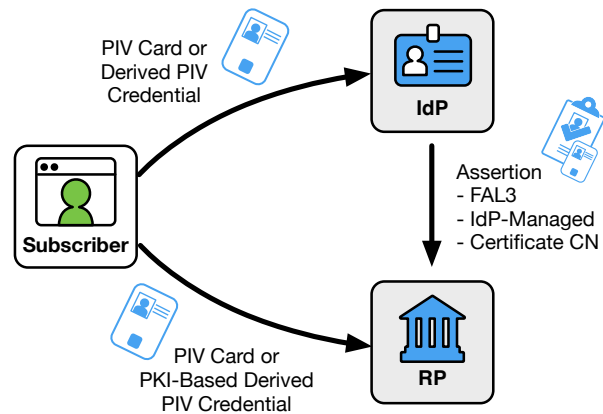 PIV Card or
Derived PIV
Credential
IdP
Assertion
- FAL3
- IdP-Managed
- Certificate CN
Subscriber
PIV Card or
PKI-Based Derived
PIV Credential
RP